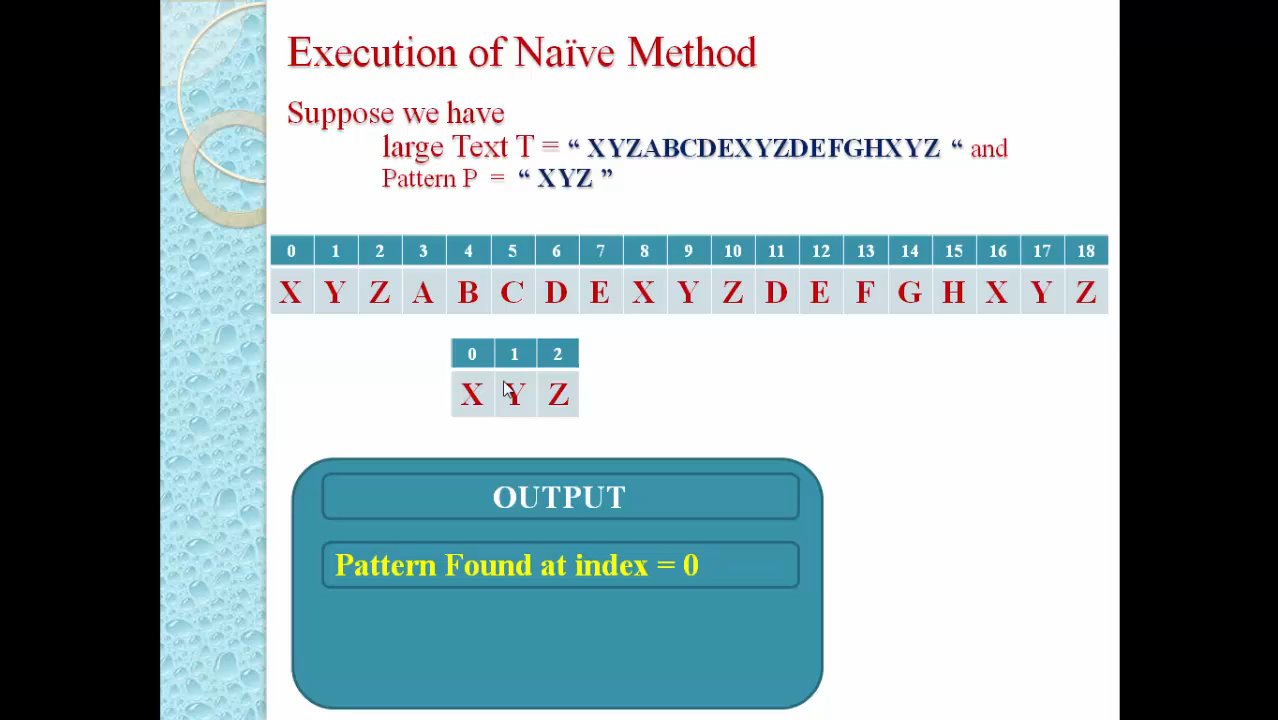 Execution of Naïve Method
Suppose we have
large Text T = “ XYZABCDEXYZDEFGHXYZ “ and
Pattern P = “ XYZ ”
0 1 2 3 4 5 6 7 8 9 10 11 12 13 14 15 16 17 18
X Y Z A B C D E X Y Z D E F G H X Y Z
0 1 2
X Y Z
OUTPUT
Pattern Found at index = 0